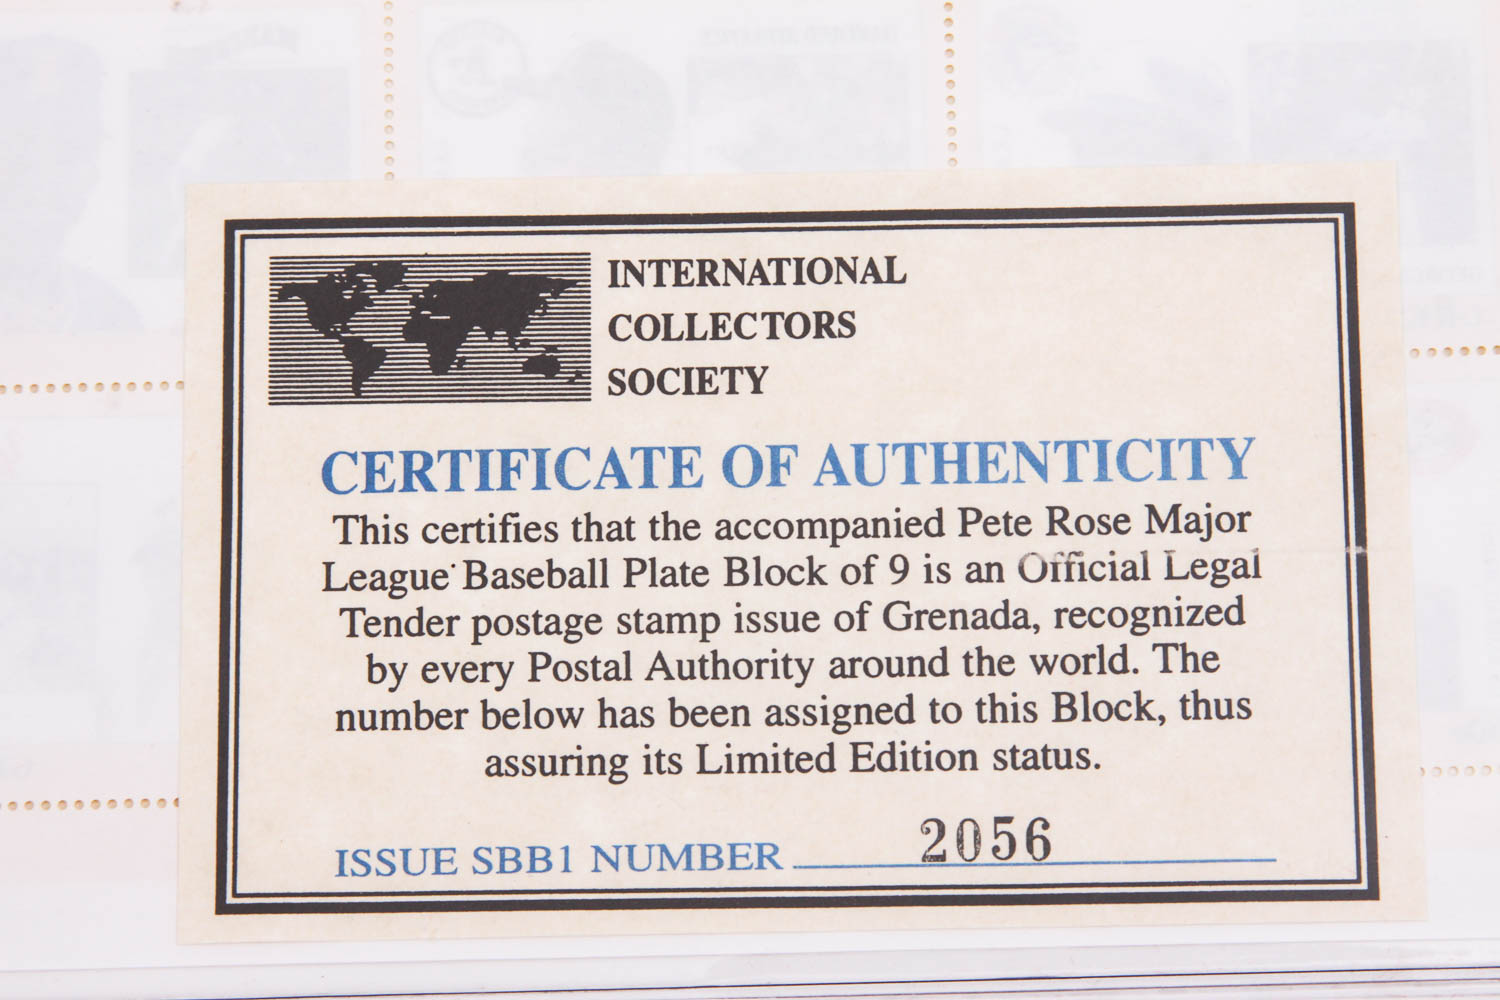 INTERNATIONAL
COLLECTORS
SOCIETY
CERTIFICATE OF AUTHENTICITY
This certifies that the accompanied Pete Rose Major
League Baseball Plate Block of 9 is an Official Legal
Tender postage stamp issue of Grenada, recognized
by every Postal Authority around the world. The
number below has been assigned to this Block, thus
assuring its Limited Edition status.
ISSUE SBB1 NUMBER 2056